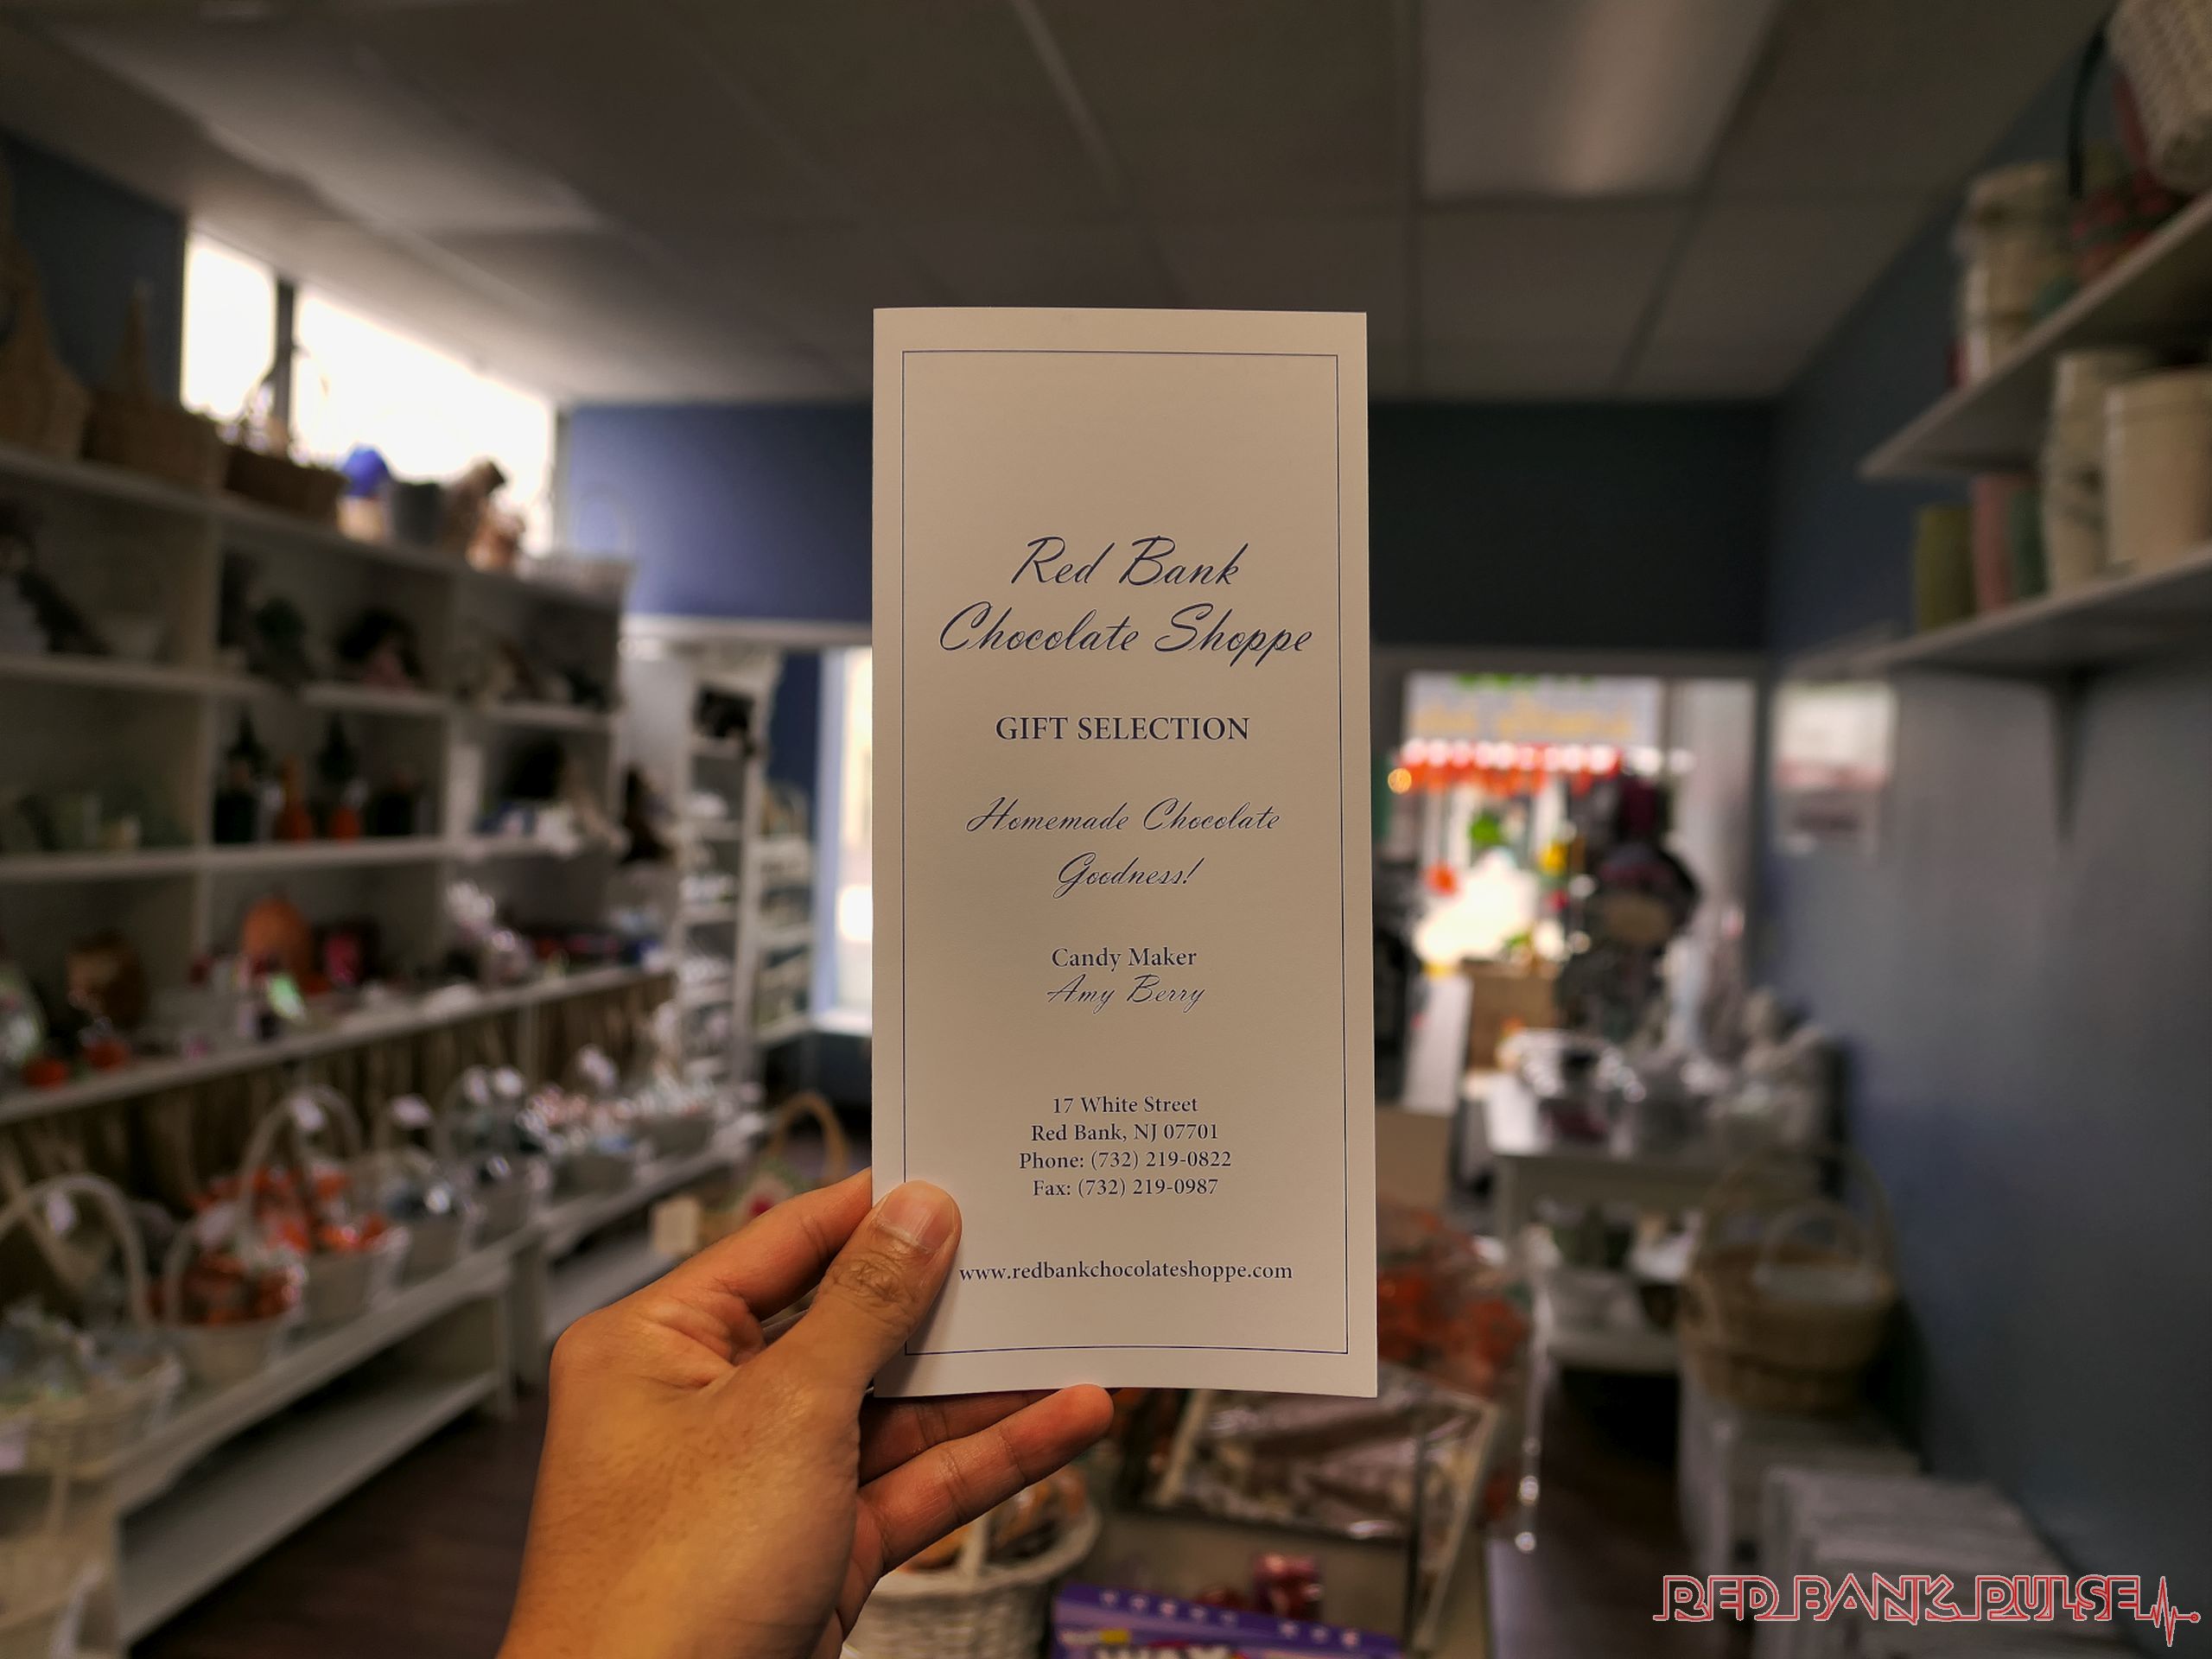 Red Bank
Chocolate Shoppe
GIFT SELECTION
Homemade Chocolate
Goodness!
Candy Maker
Amy Berry
17 White Street
Red Bank, NJ 07701
Phone: (732) 219-0822
Fax: (732) 219-0987
www.redbankchocolateshoppe.com
RED BANK PULSE